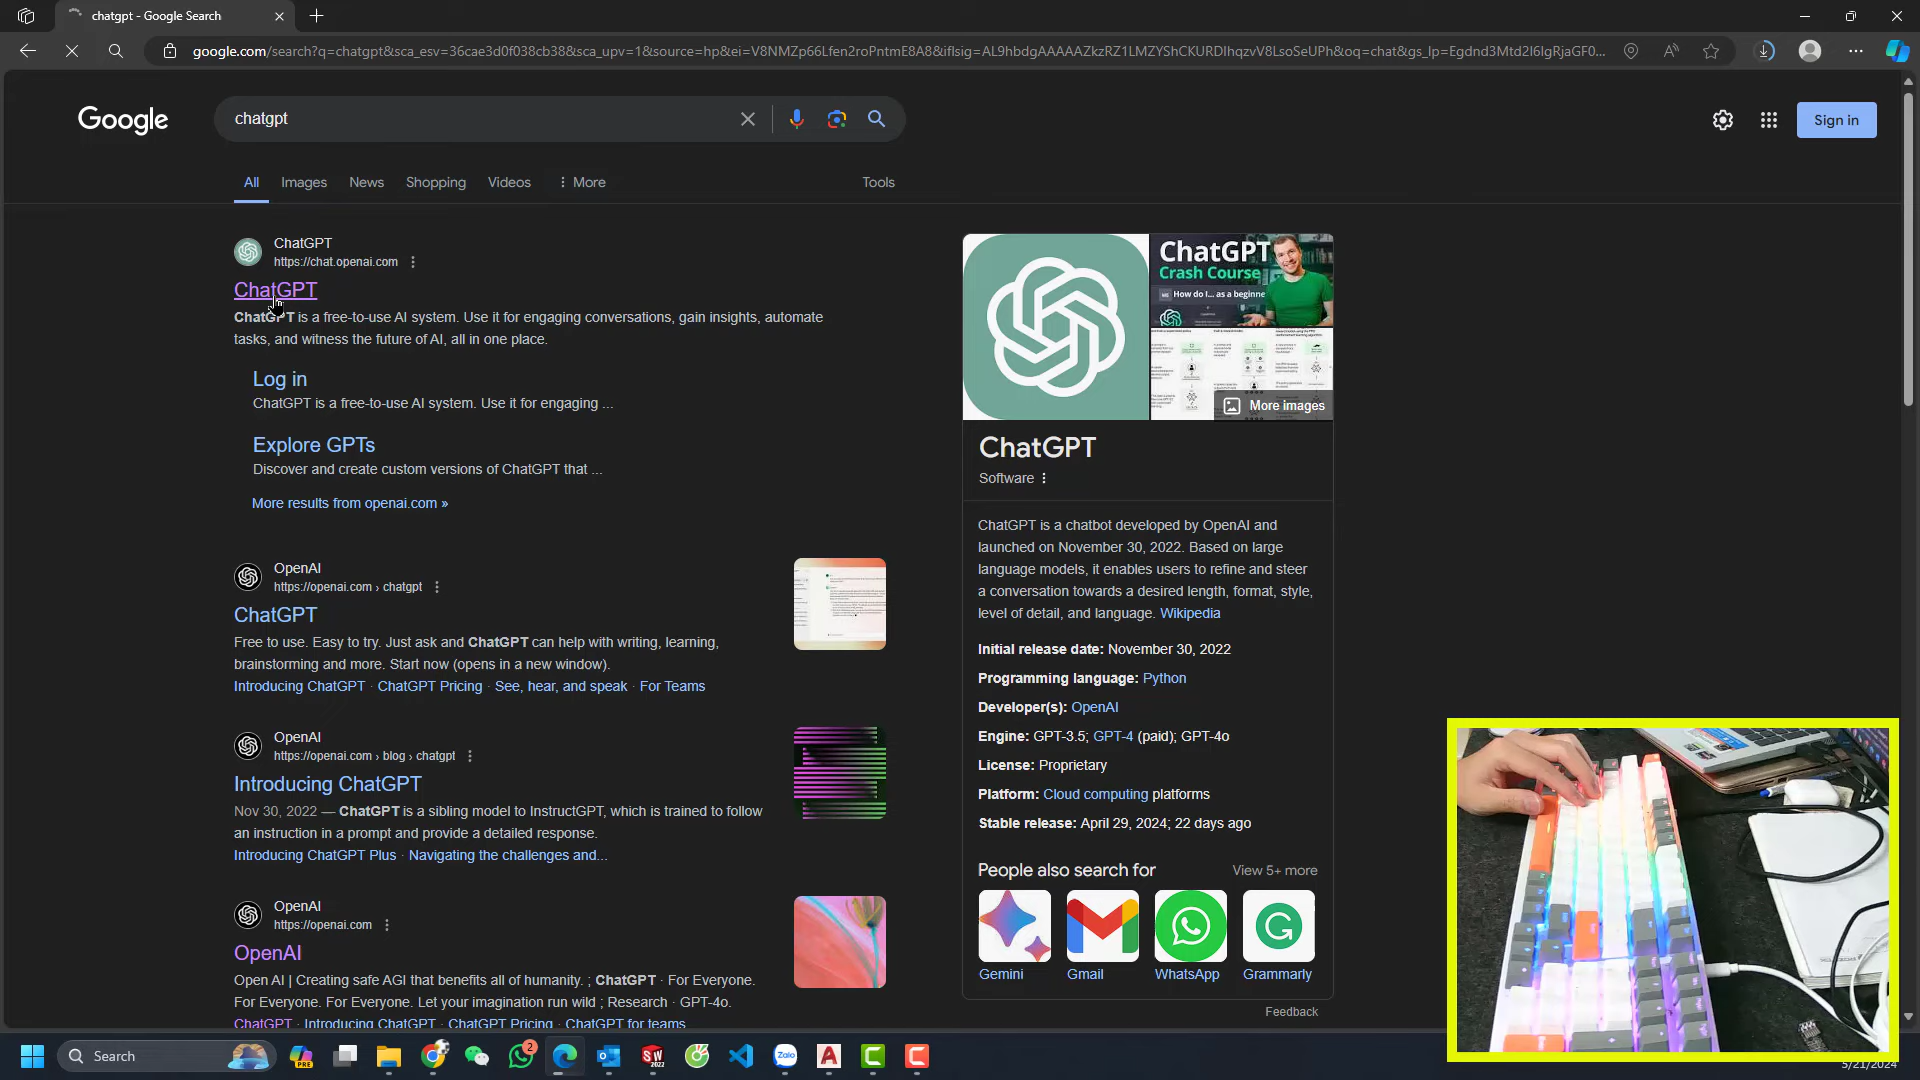 chatgpt - Google Search
google.com/search?q=chatgpt&sca_esv=36cae3d0f038cb38&sca_upv=1&source=hp&ei=V8NMZp66Lfen2roPntmE8A8&iflsig=AL9hbdgAAAAAZkzRZ1LMZYShCKURDIhqzvV8LsoSeUPh&oq=chat&gs_lp=Egdnd3Mtd2l6IgRjaGF0...
Google
chatgpt
Sign in
All
Images
News
Shopping
Videos
More
Tools
ChatGPT
https://chat.openai.com
ChatGPT
ChatGPT is a free-to-use AI system. Use it for engaging conversations, gain insights, automate
tasks, and witness the future of AI, all in one place.
Log in
ChatGPT is a free-to-use AI system. Use it for engaging ...
Explore GPTs
Discover and create custom versions of ChatGPT that ...
More results from openai.com »
OpenAI
https://openai.com › chatgpt
ChatGPT
Free to use. Easy to try. Just ask and ChatGPT can help with writing, learning,
brainstorming and more. Start now (opens in a new window).
Introducing ChatGPT · ChatGPT Pricing · See, hear, and speak · For Teams
OpenAI
https://openai.com › blog › chatgpt
Introducing ChatGPT
Nov 30, 2022 — ChatGPT is a sibling model to InstructGPT, which is trained to follow
an instruction in a prompt and provide a detailed response.
Introducing ChatGPT Plus · Navigating the challenges and...
OpenAI
https://openai.com
OpenAI
Open AI | Creating safe AGI that benefits all of humanity. ; ChatGPT · For Everyone.
For Everyone. For Everyone. Let your imagination run wild ; Research · GPT-4o.
ChatGPT · Introducing ChatGPT · ChatGPT Pricing · ChatGPT for teams
ChatGPT
Crash Course
How do I... as a beginne
More images
ChatGPT
Software
ChatGPT is a chatbot developed by OpenAI and
launched on November 30, 2022. Based on large
language models, it enables users to refine and steer
a conversation towards a desired length, format, style,
level of detail, and language. Wikipedia
Initial release date: November 30, 2022
Programming language: Python
Developer(s): OpenAI
Engine: GPT-3.5; GPT-4 (paid); GPT-4o
License: Proprietary
Platform: Cloud computing platforms
Stable release: April 29, 2024; 22 days ago
People also search for
View 5+ more
Gemini
Gmail
WhatsApp
Grammarly
Feedback
Search
PRE
2
SW
2022
Zalo
5/21/2024